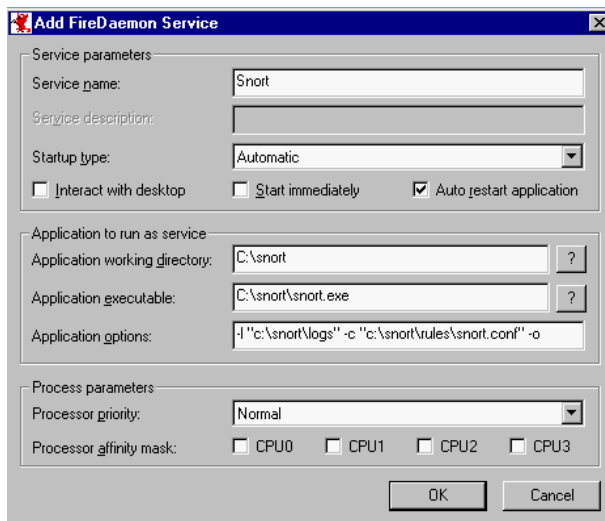 Add FireDaemon Service
Service parameters
Service name: Snort
Service description:
Startup type: Automatic
Interact with desktop Start immediately Auto restart application
Application to run as service
Application working directory: C:\snort ?
Application executable: C:\snort\snort.exe ?
Application options: -l "c:\snort\logs" -c "c:\snort\rules\snort.conf" -o
Process parameters
Processor priority: Normal
Processor affinity mask: CPU0 CPU1 CPU2 CPU3
OK Cancel